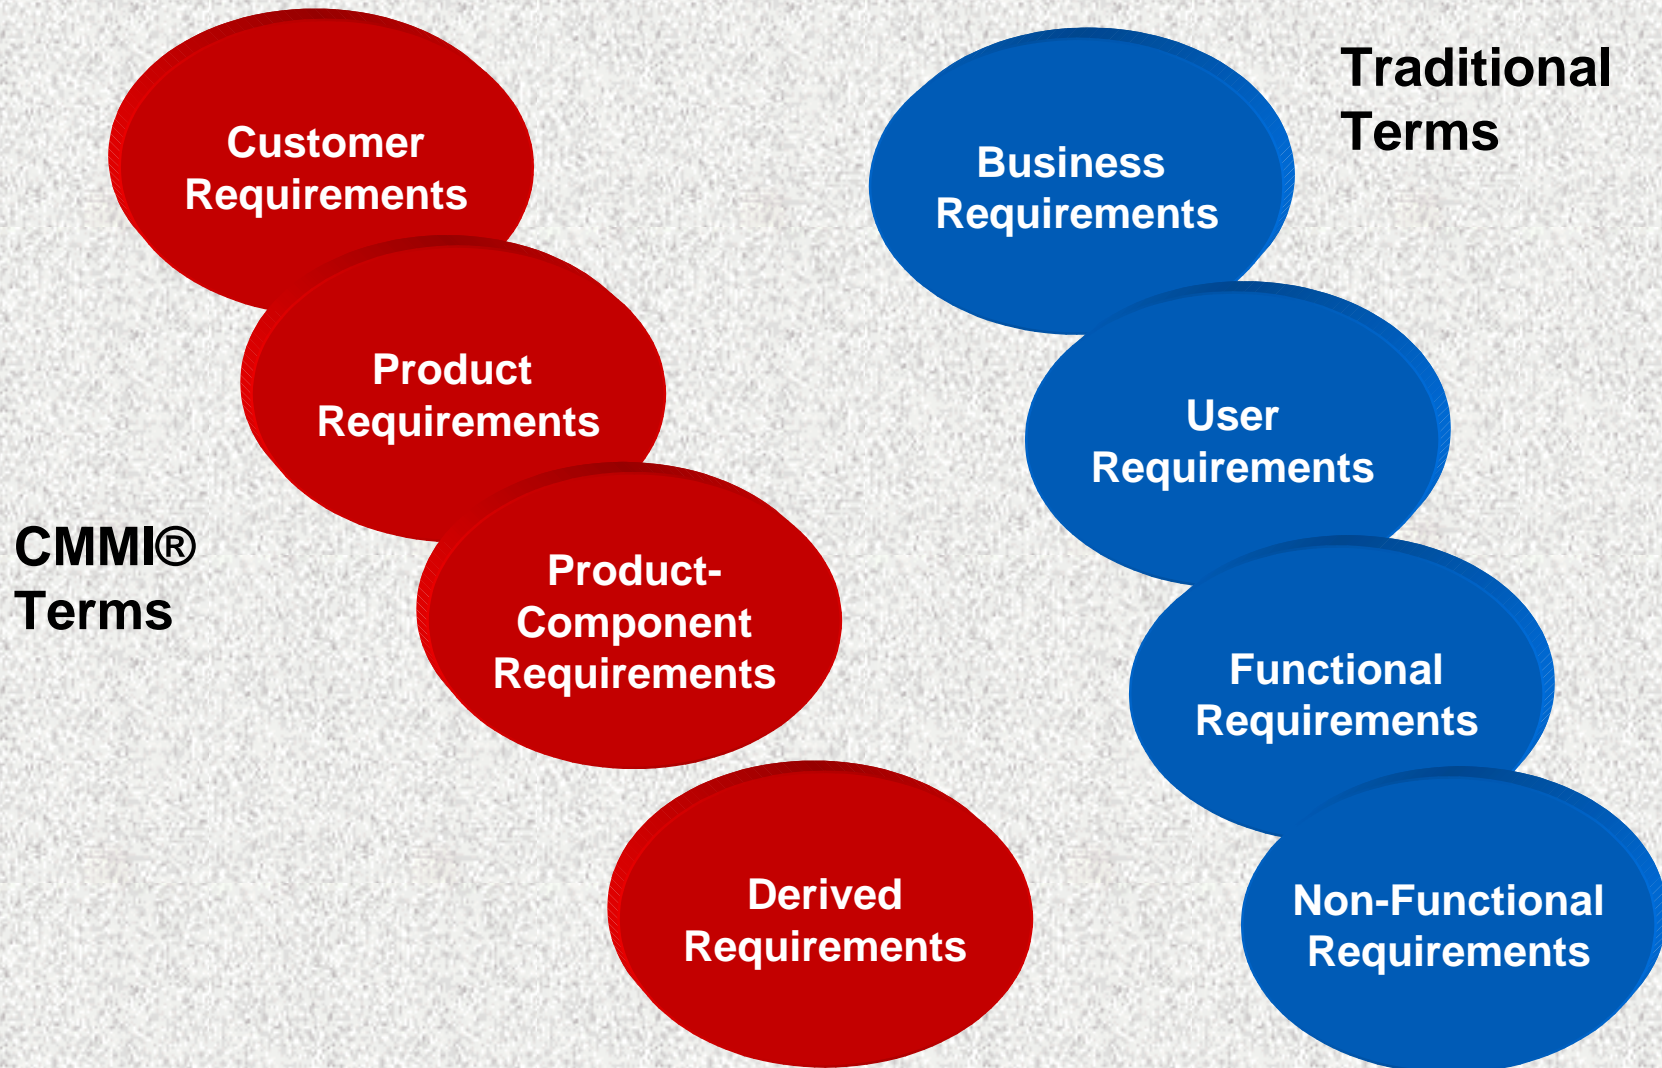 Customer
Requirements
Product
Requirements
CMMI®
Terms
Product-
Component
Requirements
Derived
Requirements
Traditional
Terms
Business
Requirements
User
Requirements
Functional
Requirements
Non-Functional
Requirements